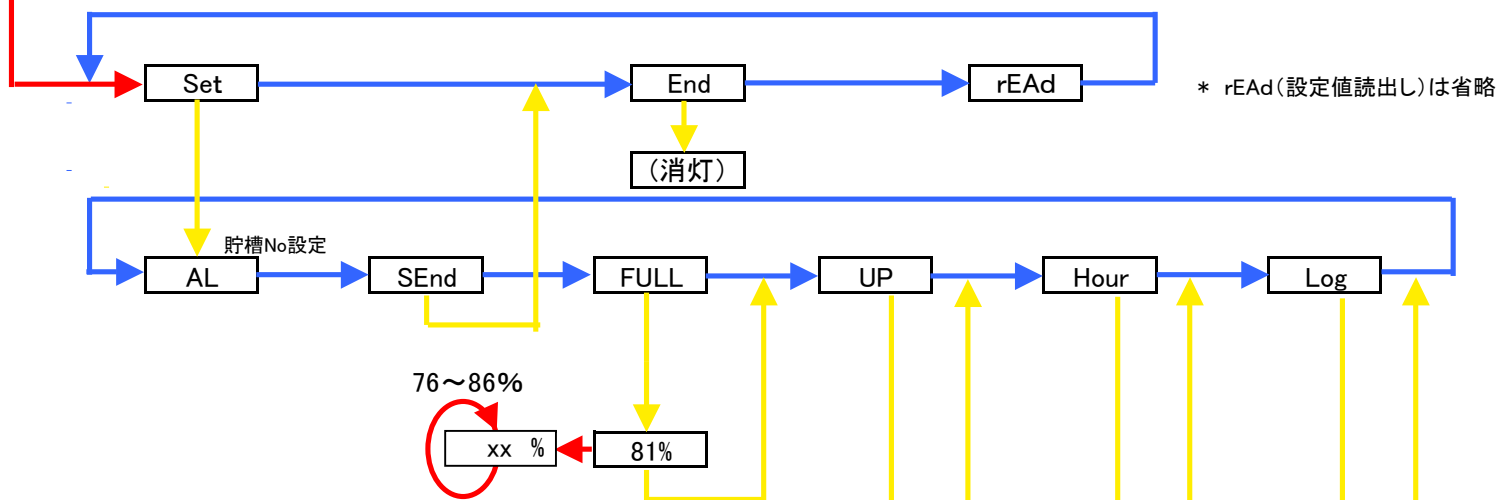 Set
End
rEAd
* rEAd(設定値読出し)は省略
(消灯)
貯槽No設定
AL
SEnd
FULL
UP
Hour
Log
76～86%
xx %
81%